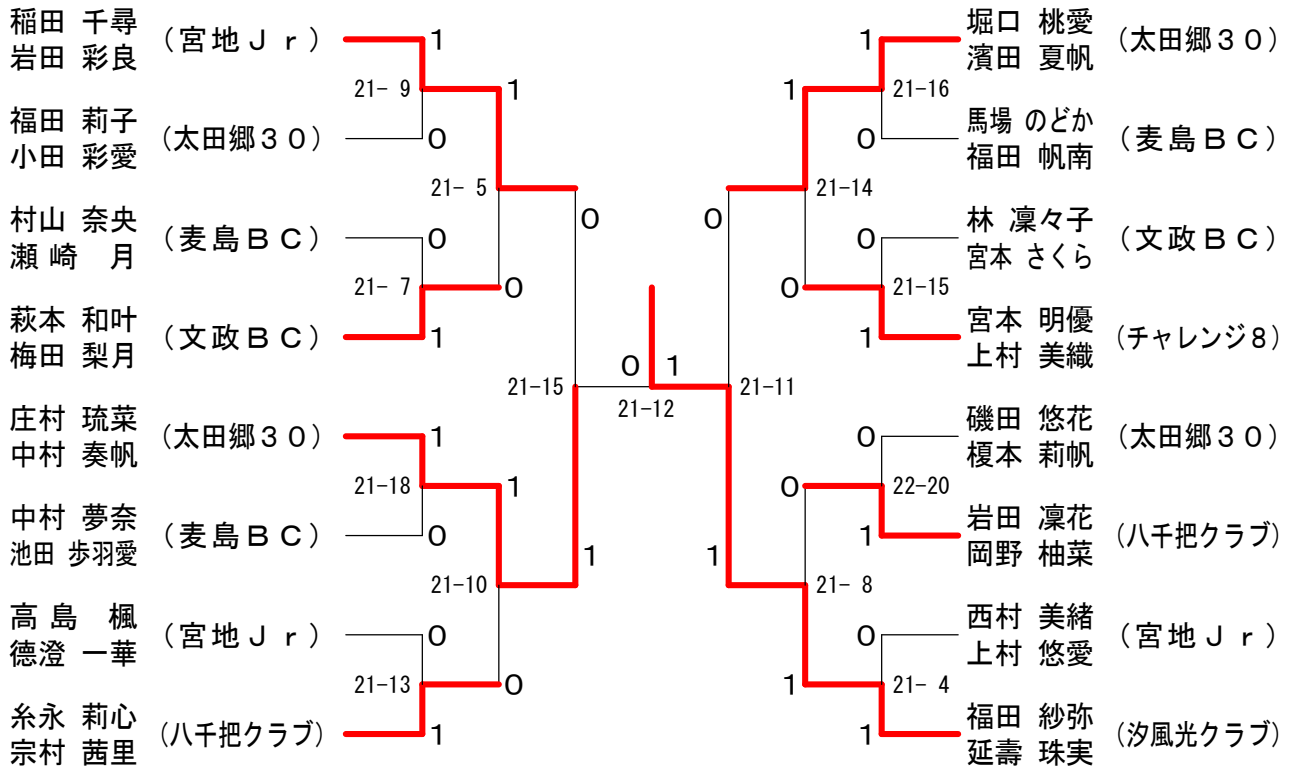 稲田 千尋
岩田 彩良
（宮地Ｊｒ）
1
21- 9
1
福田 莉子
小田 彩愛
（太田郷３０）
0
21- 5
0
村山 奈央
瀬崎 月
（麦島ＢＣ）
0
21- 7
0
萩本 和叶
梅田 梨月
（文政ＢＣ）
1
21-15
庄村 琉菜
中村 奏帆
（太田郷３０）
1
21-18
1
中村 夢奈
池田 歩羽愛
（麦島ＢＣ）
0
21-10
1
高島 楓
德澄 一華
（宮地Ｊｒ）
0
21-13
0
糸永 莉心
宗村 茜里
（八千把クラブ）
1
0
1
21-12
堀口 桃愛
濱田 夏帆
（太田郷３０）
1
21-16
1
馬場 のどか
福田 帆南
（麦島ＢＣ）
0
21-14
0
林 凜々子
宮本 さくら
（文政ＢＣ）
0
21-15
0
宮本 明優
上村 美織
（チャレンジ８）
1
21-11
磯田 悠花
榎本 莉帆
（太田郷３０）
0
22-20
0
岩田 凜花
岡野 柚菜
（八千把クラブ）
1
21- 8
1
西村 美緒
上村 悠愛
（宮地Ｊｒ）
0
21- 4
1
福田 紗弥
延壽 珠実
（汐風光クラブ）
1